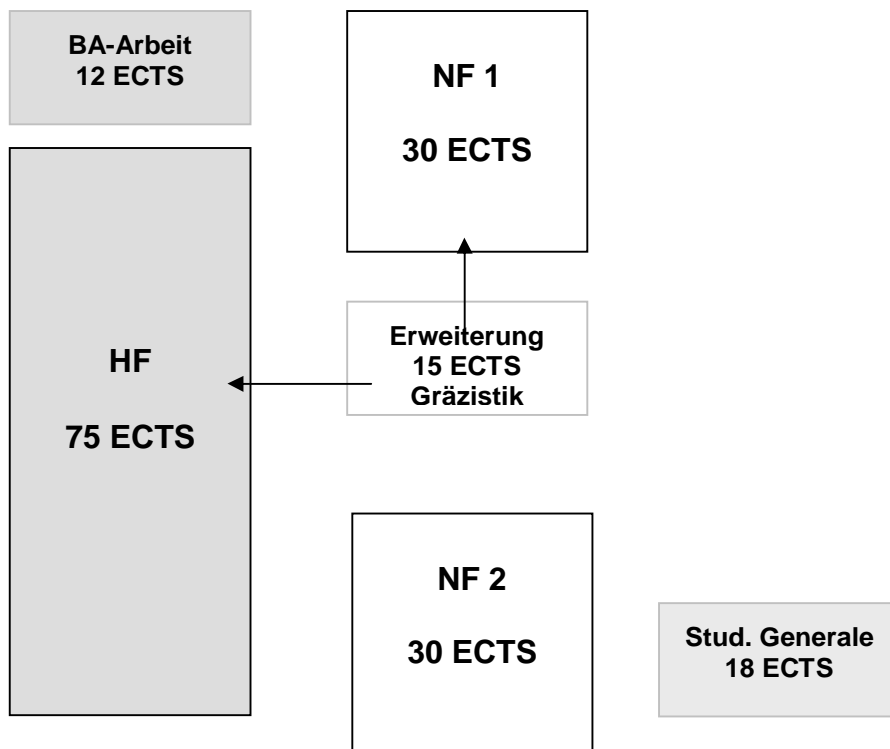 BA-Arbeit
12 ECTS
NF 1
30 ECTS
HF
75 ECTS
Erweiterung
15 ECTS
Gräzistik
NF 2
30 ECTS
Stud. Generale
18 ECTS